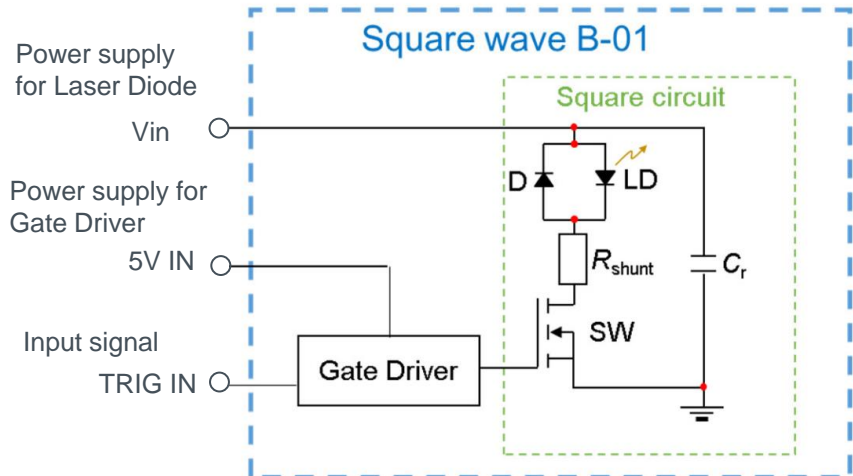 Square wave B-01
Power supply
for Laser Diode
Vin
Square circuit
D
LD
Power supply for
Gate Driver
5V IN
Rshunt
Cr
Input signal
SW
TRIG IN
Gate Driver